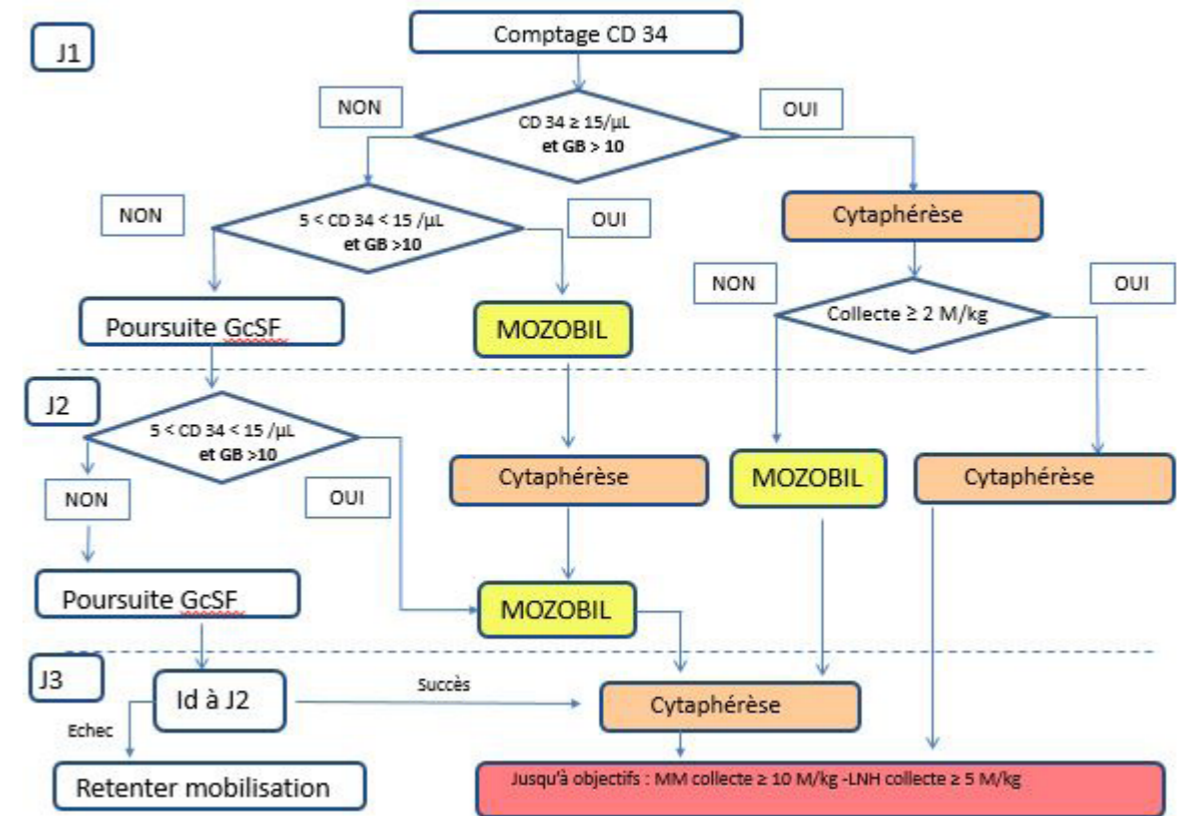 J1
Comptage CD 34
NON
OUI
CD 34 ≥ 15/µL
et GB > 10
NON
5 < CD 34 < 15 /µL
et GB >10
OUI
Cytaphérèse
NON
OUI
Poursuite GcSF
MOZOBIL
Collecte ≥ 2 M/kg
J2
5 < CD 34 < 15 /µL
et GB >10
NON
OUI
Cytaphérèse
MOZOBIL
Cytaphérèse
Poursuite GcSF
MOZOBIL
J3
Id à J2
Succès
Cytaphérèse
Echec
Retenter mobilisation
Jusqu'à objectifs : MM collecte ≥ 10 M/kg -LNH collecte ≥ 5 M/kg